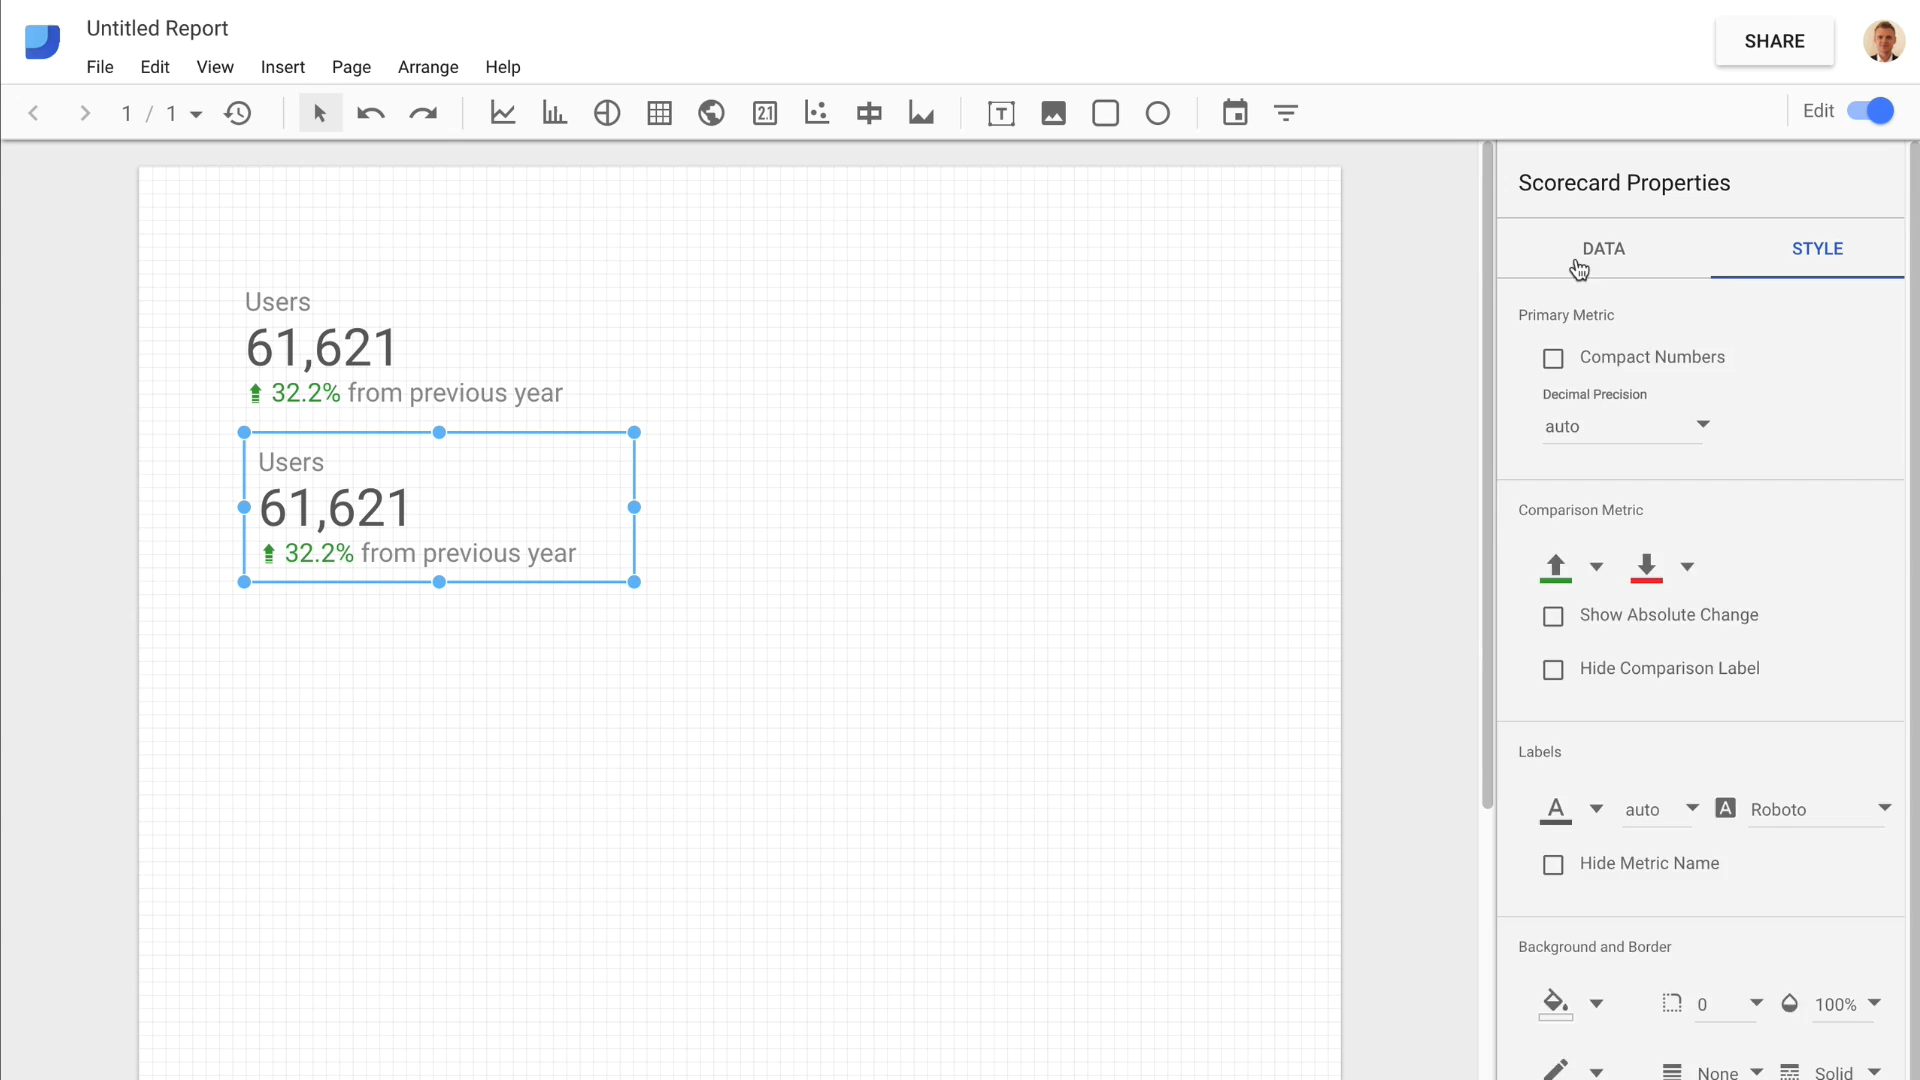 Untitled Report
SHARE
File Edit View Insert Page Arrange Help
1 / 1
2.1
T
Edit
Scorecard Properties
DATA STYLE
Users
61,621
32.2% from previous year
Users
61,621
32.2% from previous year
Primary Metric
Compact Numbers
Decimal Precision
auto
Comparison Metric
Show Absolute Change
Hide Comparison Label
Labels
A auto A Roboto
Hide Metric Name
Background and Border
0 100%
None Solid